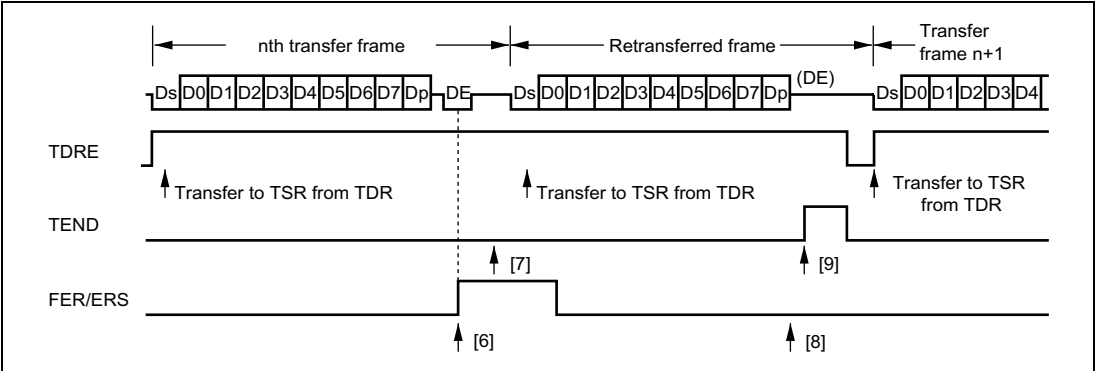 nth transfer frame
Retransferred frame
Transfer
frame n+1
Ds D0 D1 D2 D3 D4 D5 D6 D7 Dp DE
Ds D0 D1 D2 D3 D4 D5 D6 D7 Dp (DE)
Ds D0 D1 D2 D3 D4
TDRE
Transfer to TSR from TDR
Transfer to TSR from TDR
Transfer to TSR
from TDR
TEND
[7]
[9]
FER/ERS
[6]
[8]